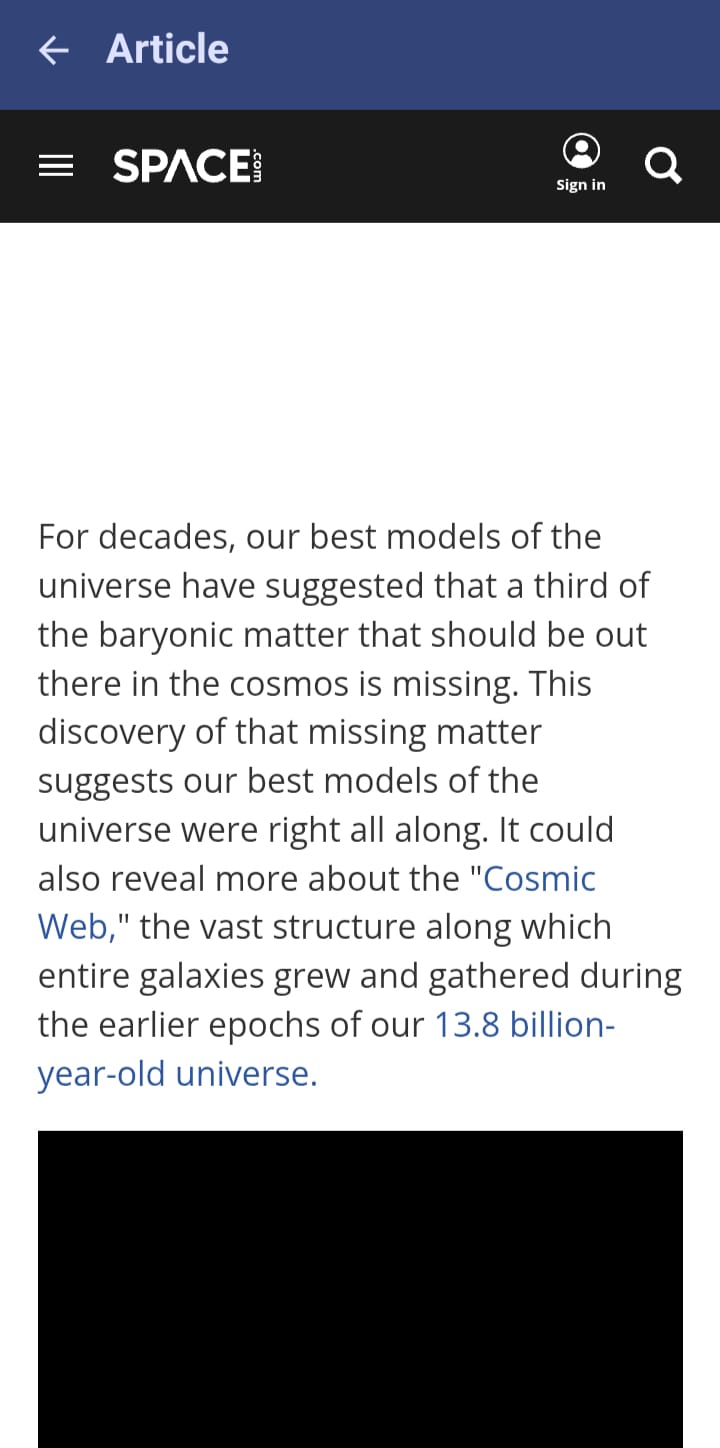 Article
SPACE.com
Sign in
For decades, our best models of the
universe have suggested that a third of
the baryonic matter that should be out
there in the cosmos is missing. This
discovery of that missing matter
suggests our best models of the
universe were right all along. It could
also reveal more about the "Cosmic
Web," the vast structure along which
entire galaxies grew and gathered during
the earlier epochs of our 13.8 billion-
year-old universe.